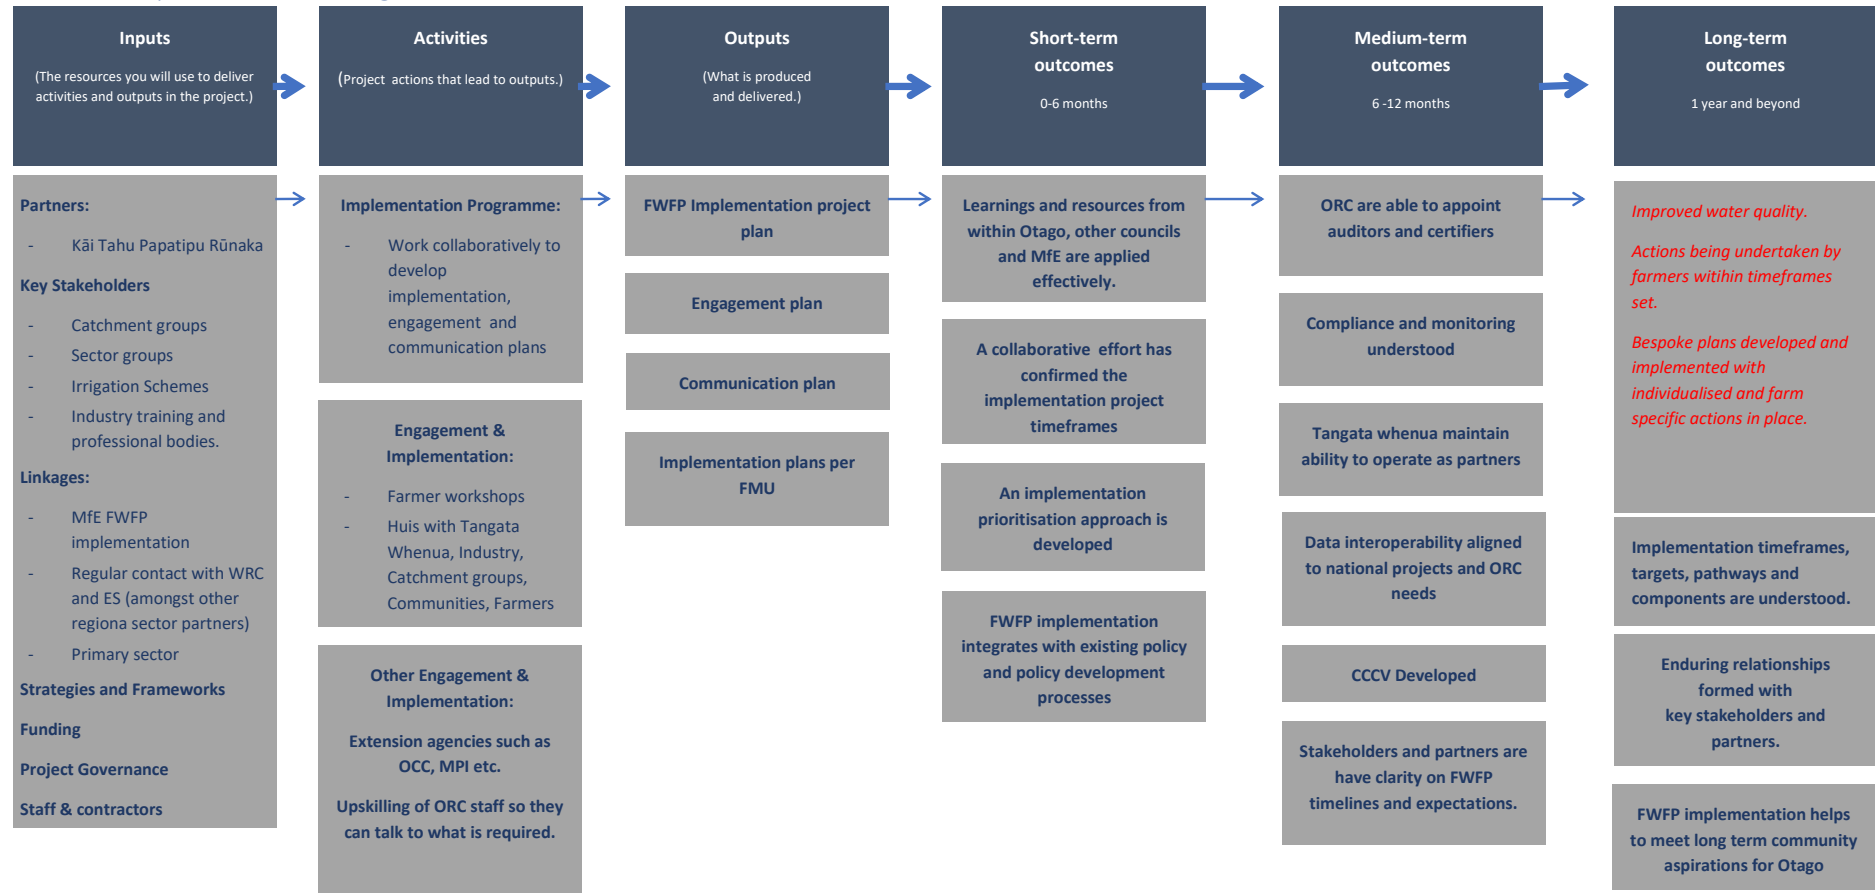 Inputs
(The resources you will use to deliver
activities and outputs in the project.)
Partners:
- Kāi Tahu Papatipu Rūnaka
Key Stakeholders
- Catchment groups
- Sector groups
- Irrigation Schemes
- Industry training and
professional bodies.
Linkages:
- MfE FWFP
implementation
- Regular contact with WRC
and ES (amongst other
regiona sector partners)
- Primary sector
Strategies and Frameworks
Funding
Project Governance
Staff & contractors
Activities
(Project actions that lead to outputs.)
Implementation Programme:
- Work collaboratively to
develop
implementation,
engagement and
communication plans
Engagement &
Implementation:
- Farmer workshops
- Huis with Tangata
Whenua, Industry,
Catchment groups,
Communities, Farmers
Other Engagement &
Implementation:
Extension agencies such as
OCC, MPI etc.
Upskilling of ORC staff so they
can talk to what is required.
Outputs
(What is produced
and delivered.)
FWFP Implementation project
plan
Engagement plan
Communication plan
Implementation plans per
FMU
Short-term
outcomes
0-6 months
Learnings and resources from
within Otago, other councils
and MfE are applied
effectively.
A collaborative effort has
confirmed the
implementation project
timeframes
An implementation
prioritisation approach is
developed
FWFP implementation
integrates with existing policy
and policy development
processes
Medium-term
outcomes
6 -12 months
ORC are able to appoint
auditors and certifiers
Compliance and monitoring
understood
Tangata whenua maintain
ability to operate as partners
Data interoperability aligned
to national projects and ORC
needs
CCCV Developed
Stakeholders and partners are
have clarity on FWFP
timelines and expectations.
Long-term
outcomes
1 year and beyond
Improved water quality.
Actions being undertaken by
farmers witihin timeframes
set.
Bespoke plans developed and
implemented with
individualised and farm
specific actions in place.
Implementation timeframes,
targets, pathways and
components are understood.
Enduring relationships
formed with
key stakeholders and
partners.
FWFP implementation helps
to meet long term community
aspirations for Otago